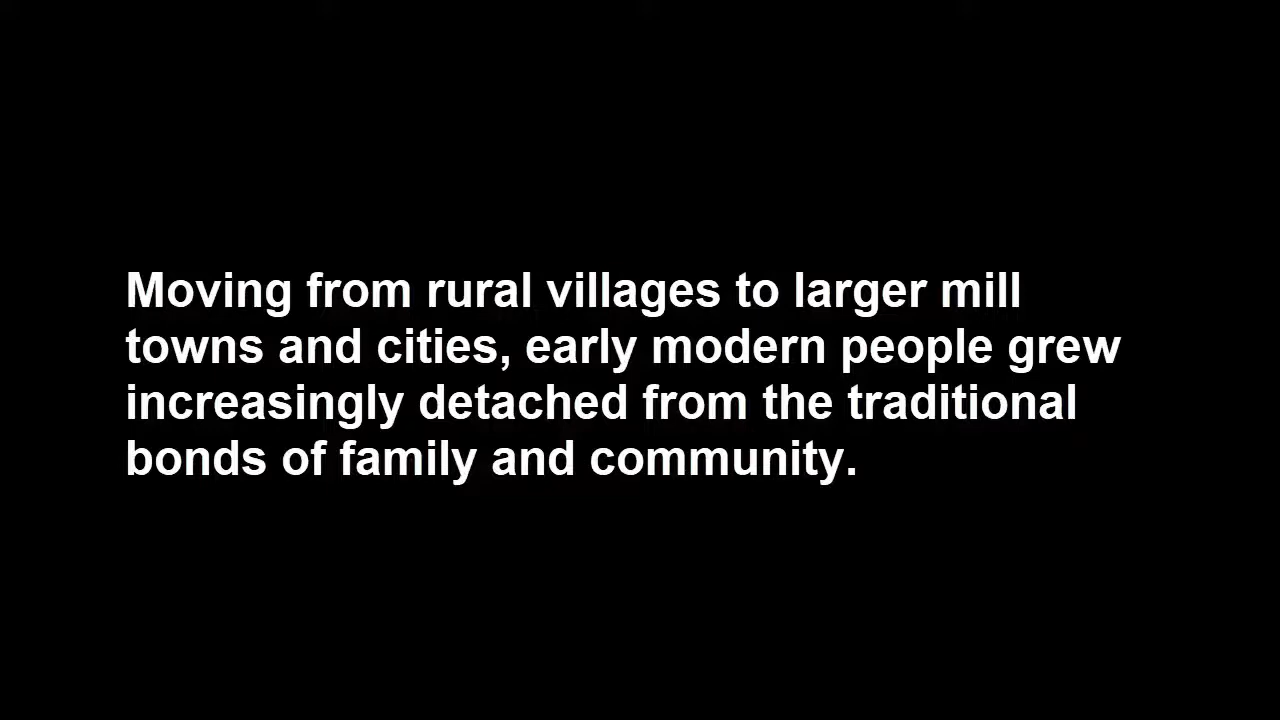 Moving from rural villages to larger mill
towns and cities, early modern people grew
increasingly detached from the traditional
bonds of family and community.